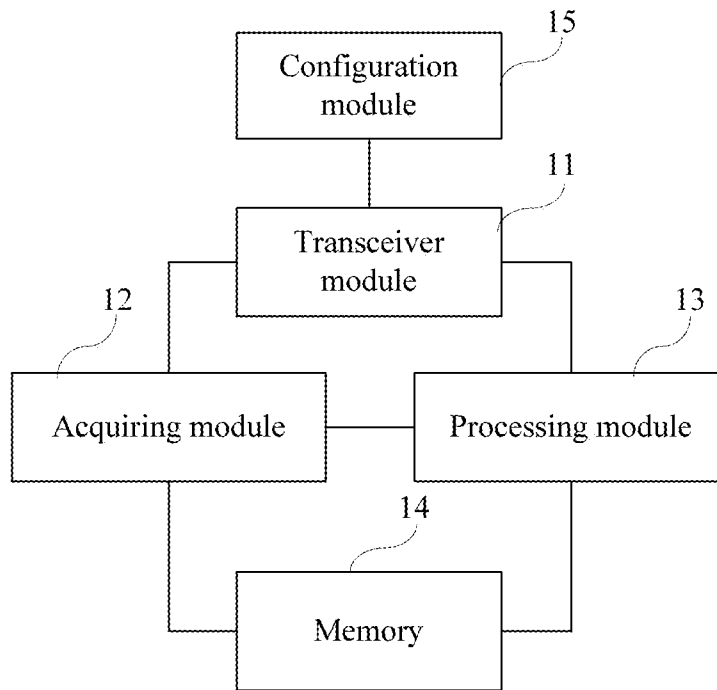 15
Configuration
module
11
Transceiver
module
12
13
Acquiring module
Processing module
14
Memory